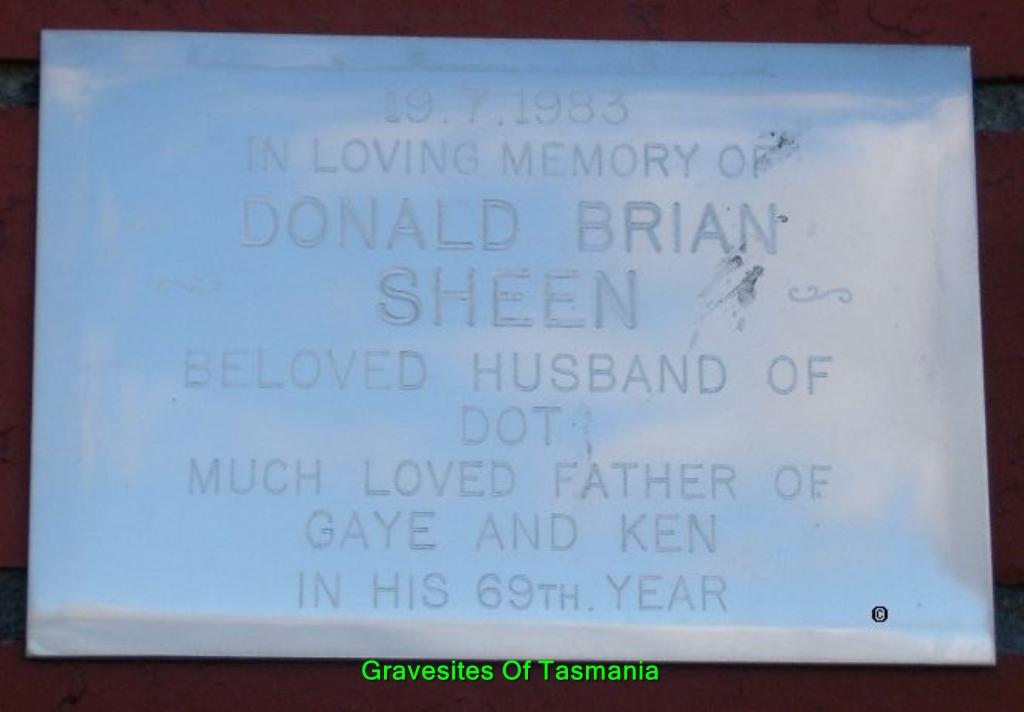 19.7.1983
IN LOVING MEMORY OF
DONALD BRIAN
SHEEN
BELOVED HUSBAND OF
DOT
MUCH LOVED FATHER OF
GAYE AND KEN
IN HIS 69TH. YEAR
©
Gravesites Of Tasmania